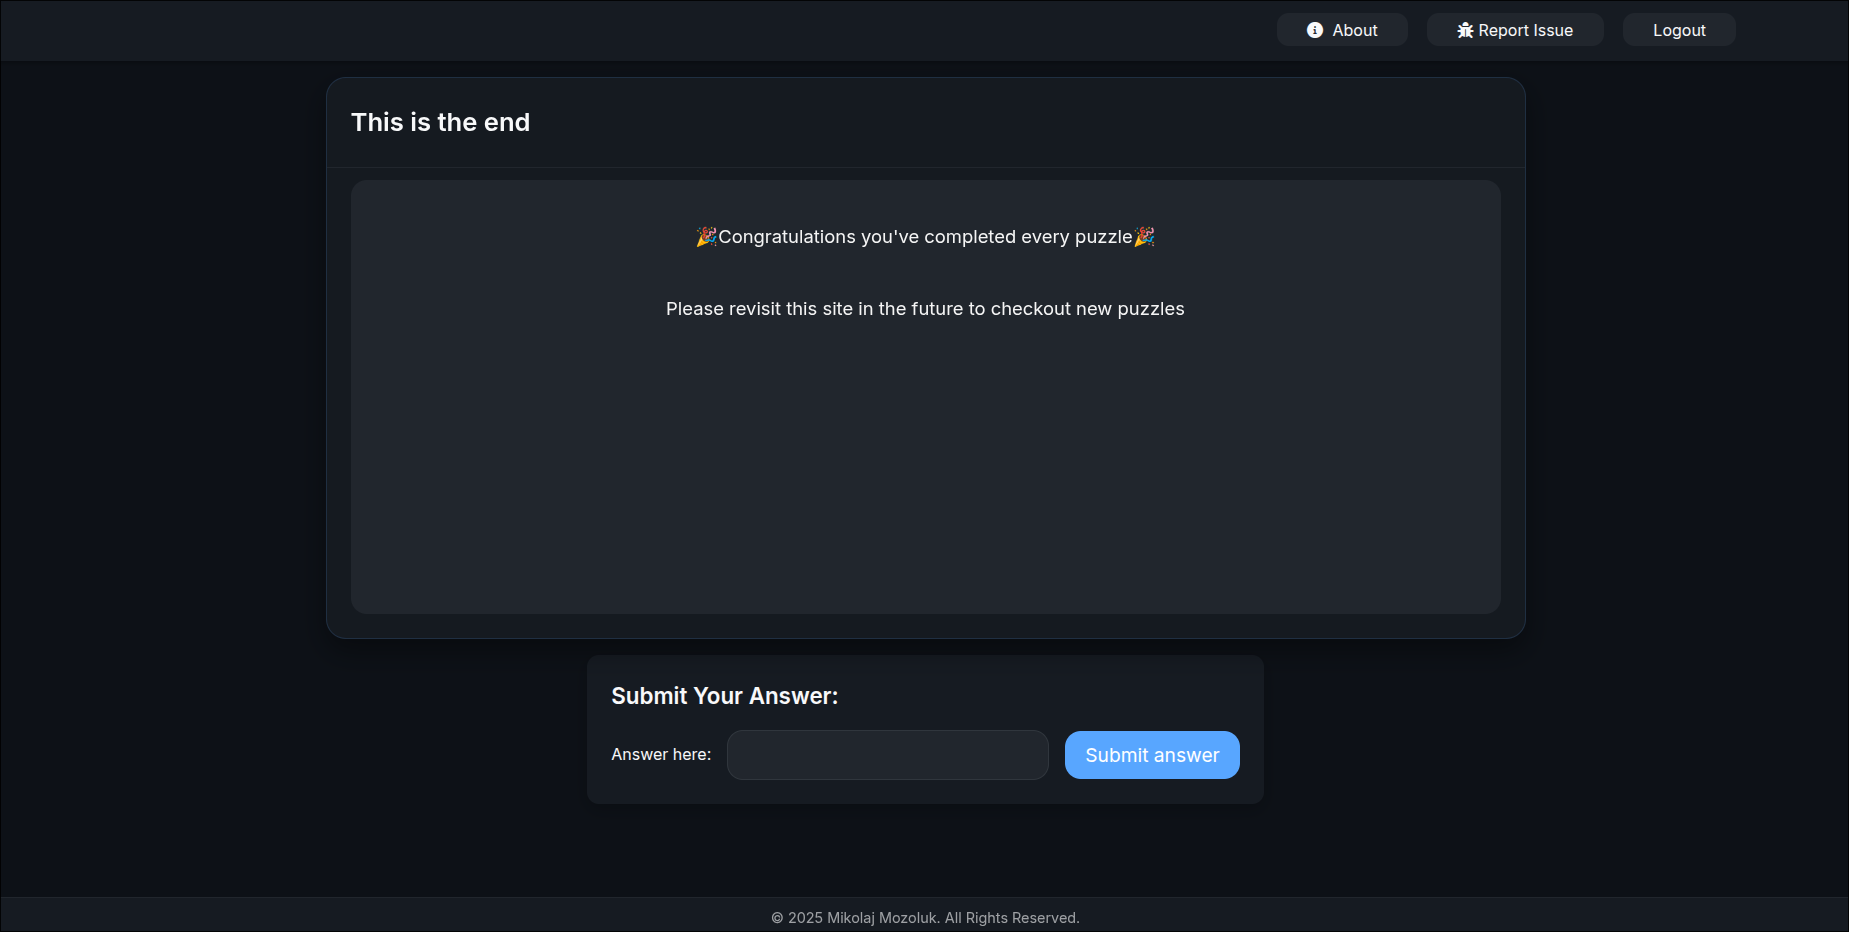 About
Report Issue
Logout
This is the end
🎉Congratulations you've completed every puzzle🎉
Please revisit this site in the future to checkout new puzzles
Submit Your Answer:
Answer here:
Submit answer
© 2025 Mikolaj Mozoluk. All Rights Reserved.